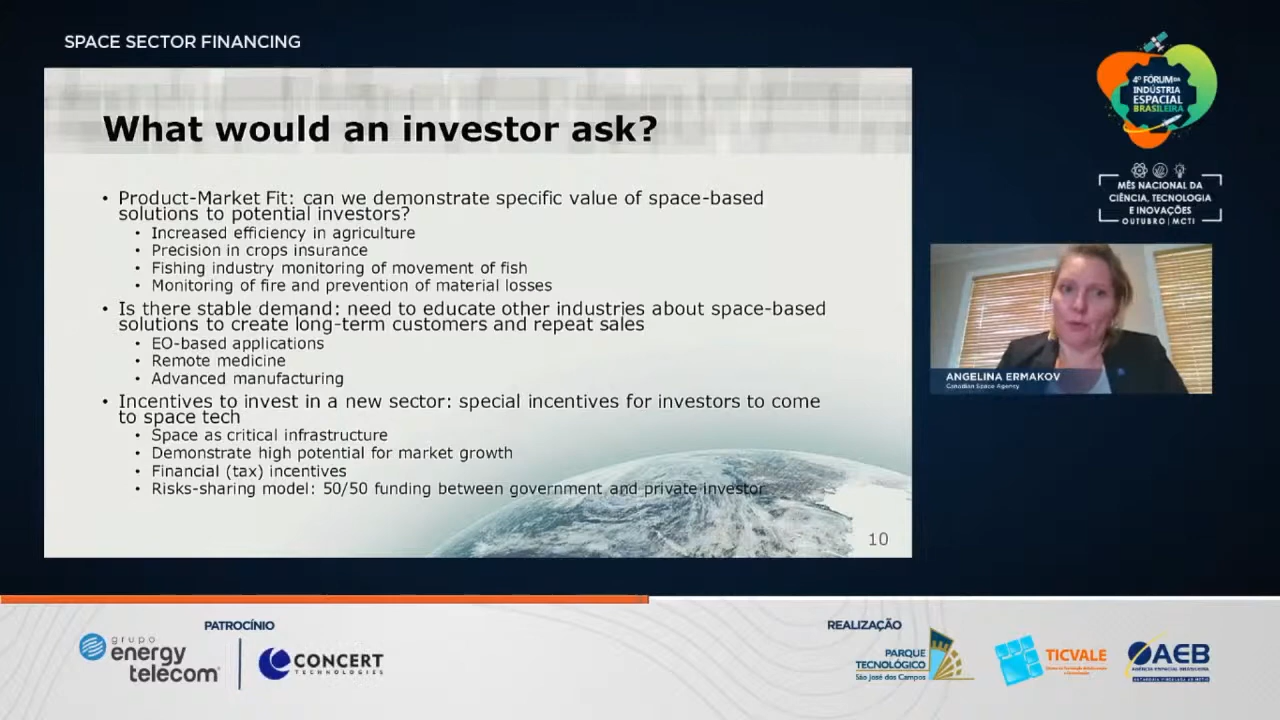 SPACE SECTOR FINANCING
What would an investor ask?
• Product-Market Fit: can we demonstrate specific value of space-based
solutions to potential investors?
• Increased efficiency in agriculture
• Precision in crops insurance
• Fishing industry monitoring of movement of fish
• Monitoring of fire and prevention of material losses
• Is there stable demand: need to educate other industries about space-based
solutions to create long-term customers and repeat sales
• EO-based applications
• Remote medicine
• Advanced manufacturing
• Incentives to invest in a new sector: special incentives for investors to come
to space tech
• Space as critical infrastructure
• Demonstrate high potential for market growth
• Financial (tax) incentives
• Risks-sharing model: 50/50 funding between government and private investor
10
4º FÓRUM DA
INDÚSTRIA
ESPACIAL
BRASILEIRA
MÊS NACIONAL DA
CIÊNCIA, TECNOLOGIA
E INOVAÇÕES
OUTUBRO | MCTI
ANGELINA ERMAKOV
Canadian Space Agency
PATROCÍNIO
grupo
energy
telecom
CONCERT
TECHNOLOGIES
REALIZAÇÃO
PARQUE
TECNOLÓGICO
São José dos Campos
TICVALE
AEB
AGÊNCIA ESPACIAL BRASILEIRA